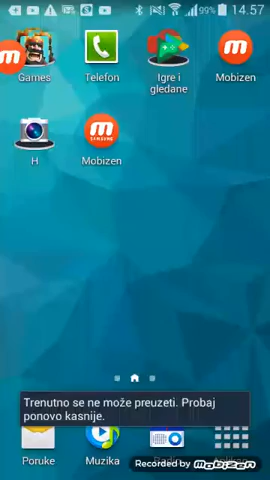 99% 14.57
Games Telefon Igre i gledane Mobizen
m
SAMSUNG
H Mobizen
Trenutno se ne može preuzeti. Probaj
ponovo kasnije.
Poruke Muzika
Recorded by mobizen